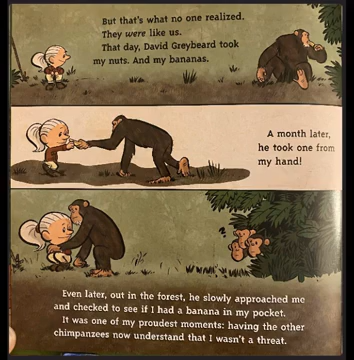 But that's what no one realized.
They were like us.
That day, David Greybeard took
my nuts. And my bananas.
A month later,
he took one from
my hand!
Even later, out in the forest, he slowly approached me
and checked to see if I had a banana in my pocket.
It was one of my proudest moments: having the other
chimpanzees now understand that I wasn't a threat.